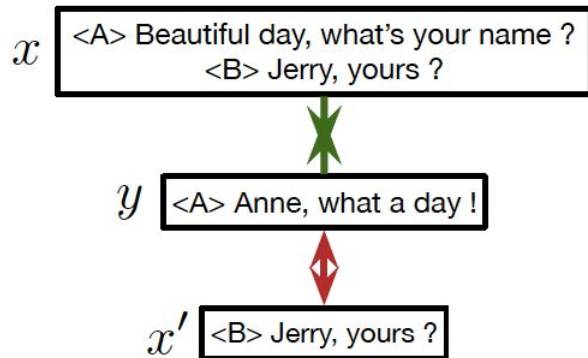 x
<A> Beautiful day, what's your name ?
<B> Jerry, yours ?
y
<A> Anne, what a day !
x'
<B> Jerry, yours ?